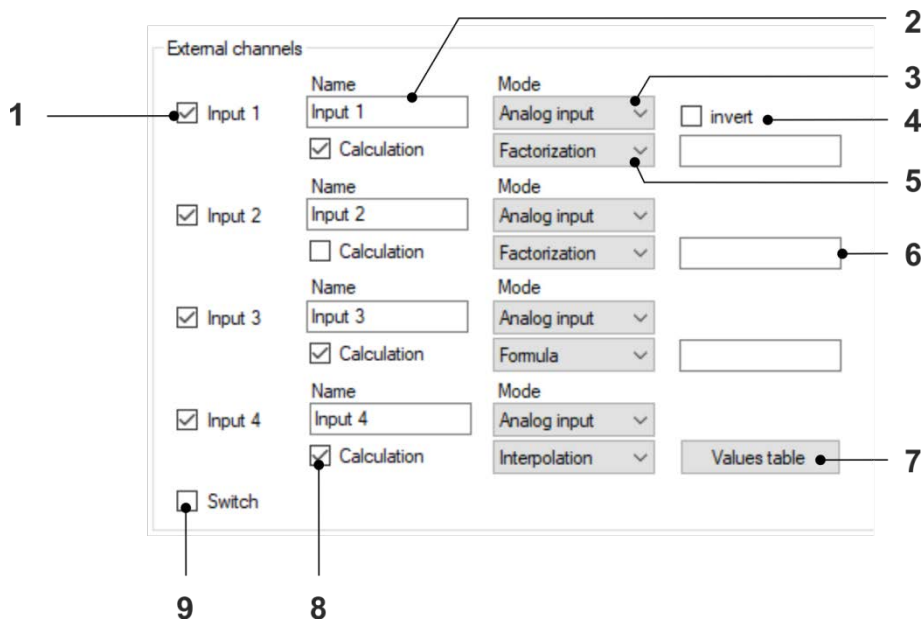 2
External channels
Name Mode 3
1 Input 1 Input 1 Analog input invert 4
Calculation Factorization
5
Name Mode
Input 2 Input 2 Analog input
Calculation Factorization 6
Name Mode
Input 3 Input 3 Analog input
Calculation Formula
Name Mode
Input 4 Input 4 Analog input
Calculation Interpolation Values table 7
Switch
9 8